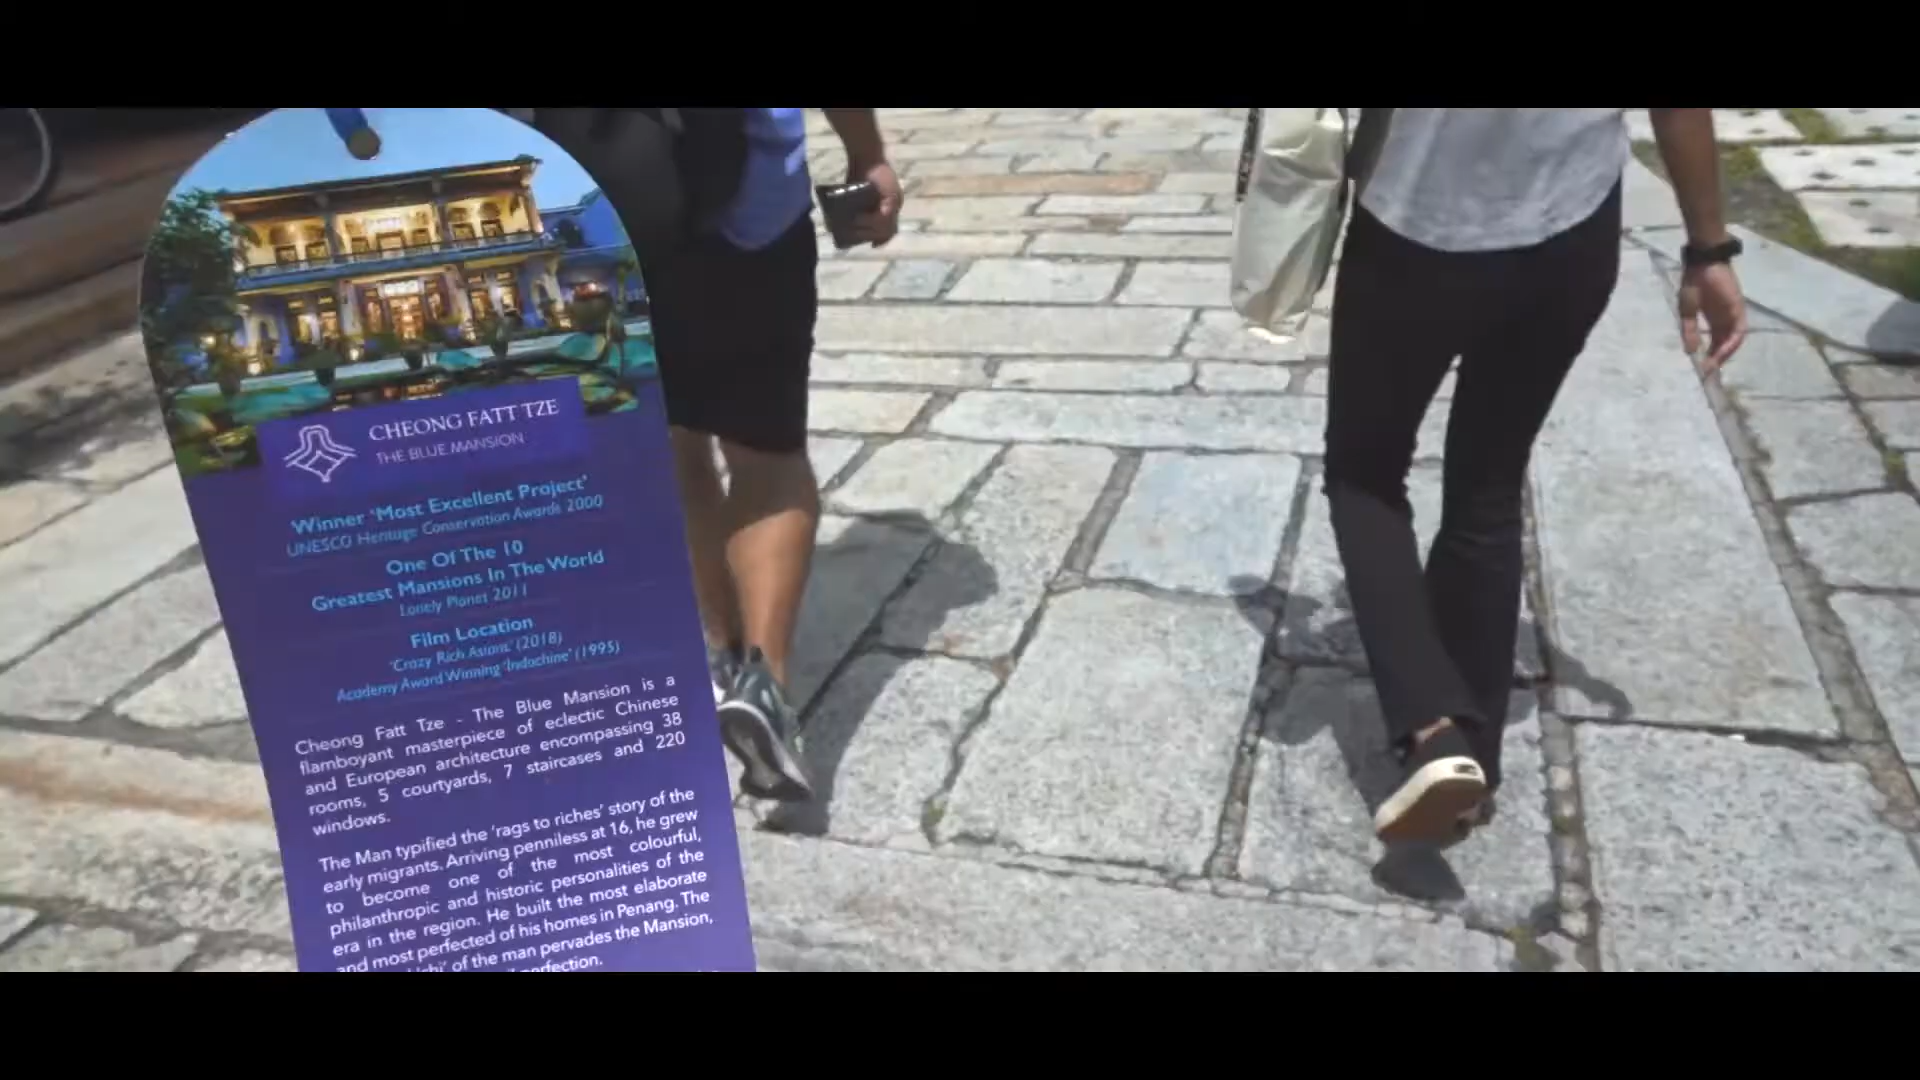 CHEONG FATT TZE
THE BLUE MANSION
Winner 'Most Excellent Project'
UNESCO Heritage Conservation Awards 2000
One Of The 10
Greatest Mansions In The World
Lonely Planet 2011
Film Location
'Crazy Rich Asians' (2018)
Academy Award Winning 'Indochine' (1995)
Cheong Fatt Tze - The Blue Mansion is a
flamboyant masterpiece of eclectic Chinese
and European architecture encompassing 38
rooms, 5 courtyards, 7 staircases and 220
windows.
The Man typified the 'rags to riches' story of the
early migrants. Arriving penniless at 16, he grew
to become one of the most colourful,
philanthropic and historic personalities of the
era in the region. He built the most elaborate
and most perfected of his homes in Penang. The
'chi' of the man pervades the Mansion,
perfection.